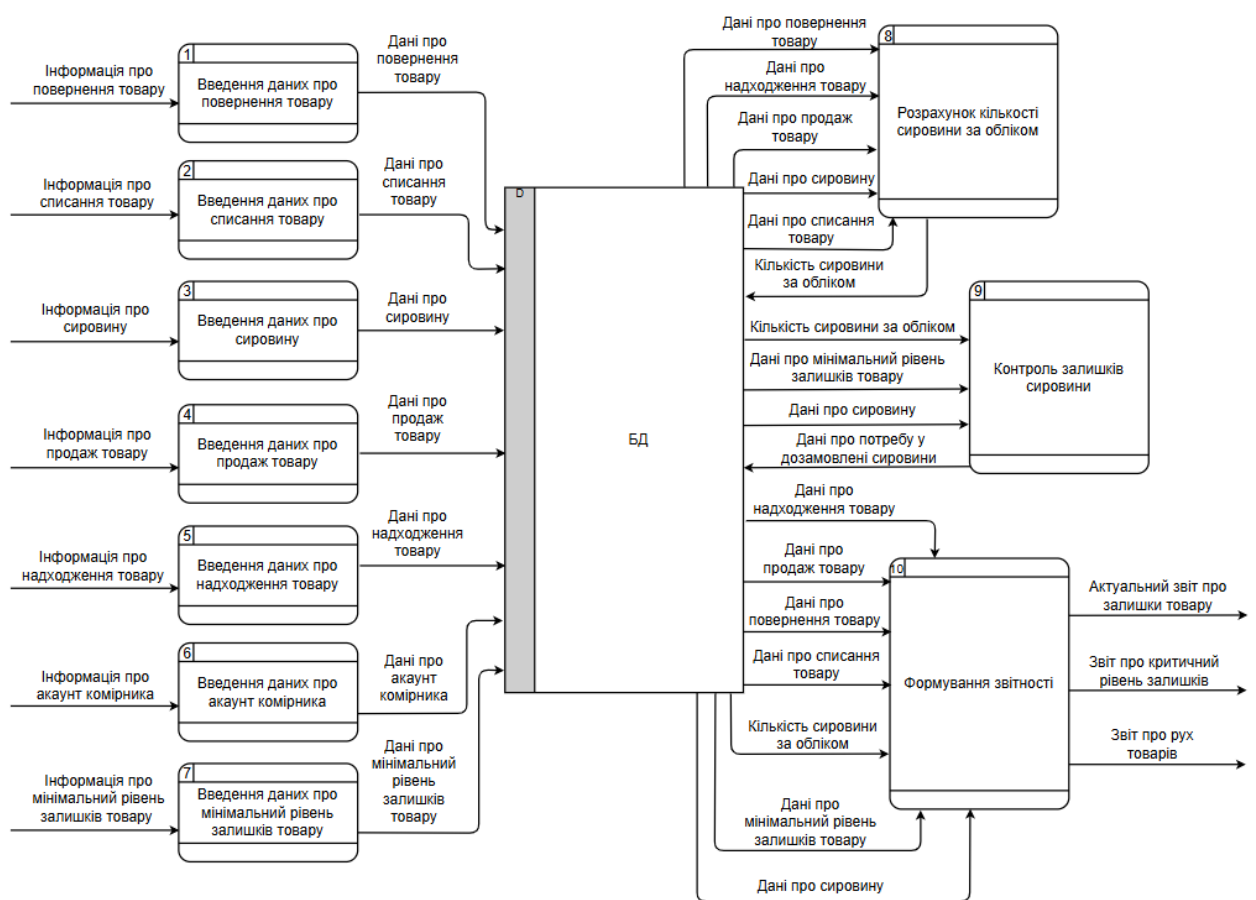 Інформація про
повернення товару
1
Введення даних про
повернення товару
Дані про
повернення
товару
Інформація про
списання товару
2
Введення даних про
списання товару
Дані про
списання
товару
Інформація про
сировину
3
Введення даних про
сировину
Дані про
сировину
Інформація про
продаж товару
4
Введення даних про
продаж товару
Дані про
продаж
товару
Інформація про
надходження товару
5
Введення даних про
надходження товару
Дані про
надходження
товару
Інформація про
акаунт комірника
6
Введення даних про
акаунт комірника
Дані про
акаунт
комірника
Інформація про
мінімальний рівень
залишків товару
7
Введення даних про
мінімальний рівень
залишків товару
Дані про
мінімальний
рівень
залишків
товару
D
БД
Дані про повернення
товару
Дані про
надходження товару
Дані про продаж
товару
Дані про сировину
Дані про списання
товару
Кількість сировини
за обліком
8
Розрахунок кількості
сировини за обліком
Кількість сировини за обліком
Дані про мінімальний рівень
залишків товару
Дані про сировину
Дані про потребу у
дозамовлені сировини
9
Контроль залишків
сировини
Дані про
надходження товару
Дані про
продаж товару
Дані про
повернення товару
Дані про списання
товару
Кількість сировини
за обліком
Дані про
мінімальний рівень
залишків товару
Дані про сировину
10
Формування звітності
Актуальний звіт про
залишки товару
Звіт про критичний
рівень залишків
Звіт про рух
товарів